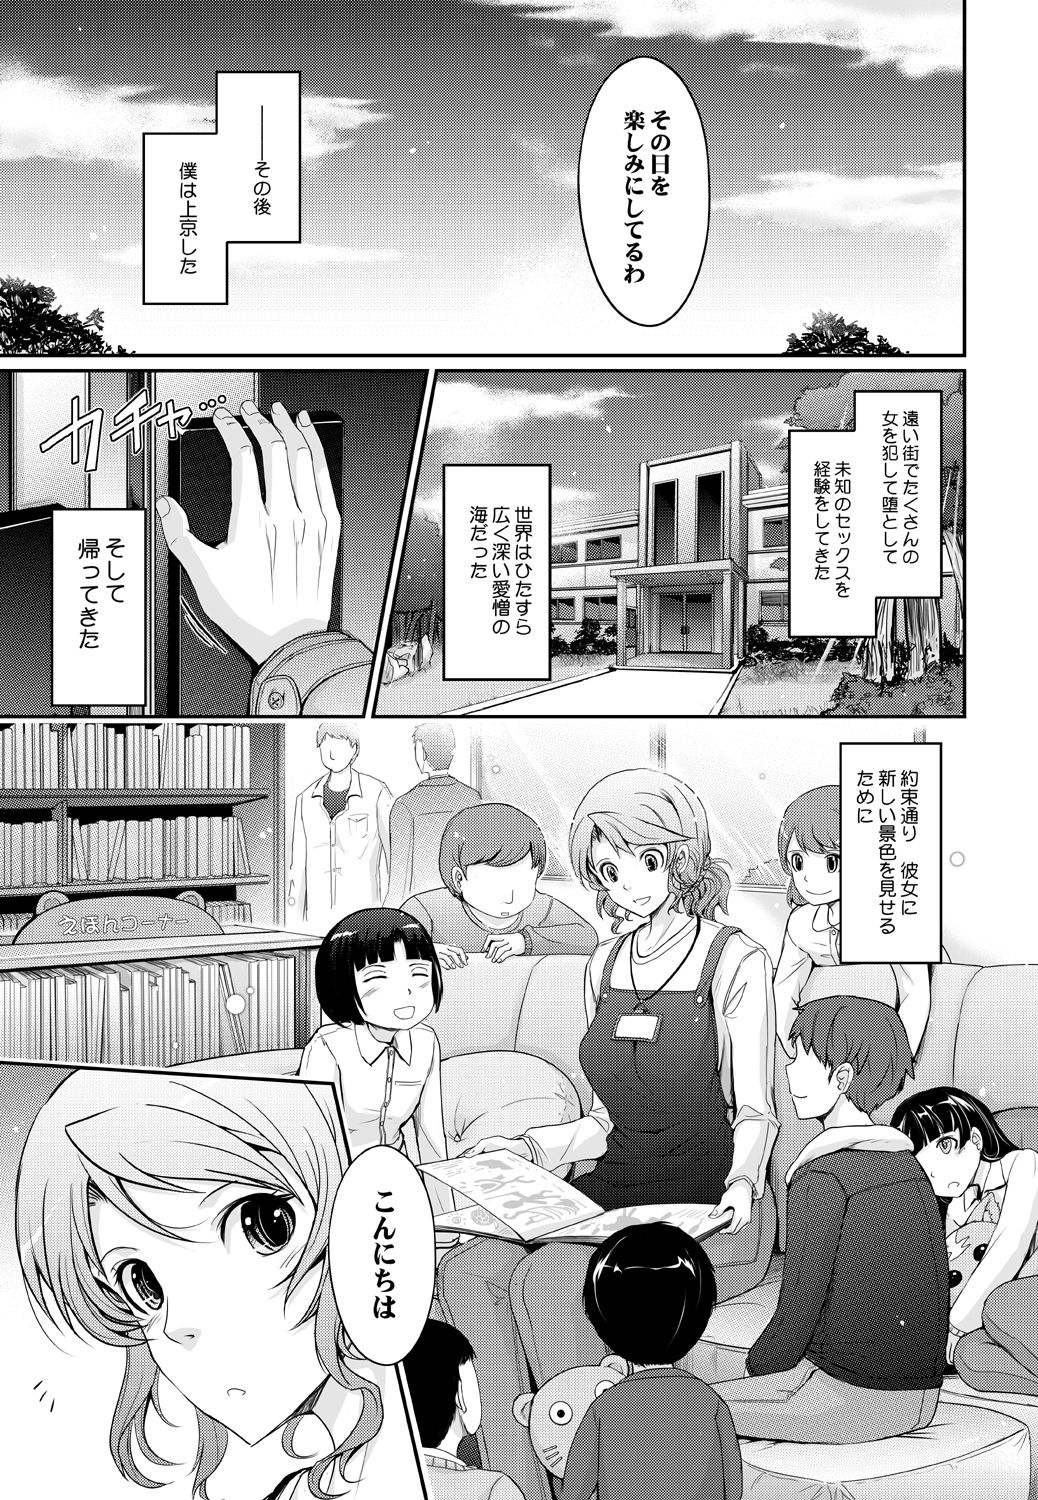 その日を
楽しみにしてるわ
――その後
僕は上京した
遠い街でたくさんの
女を犯して堕として
未知のセックスを
経験をしてきた
世界はひたすら
広く深い愛憎の
海だった
カチャ…
そして
帰ってきた
約束通り 彼女に
新しい景色を見せる
ために
えほんコーナー
こんにちは